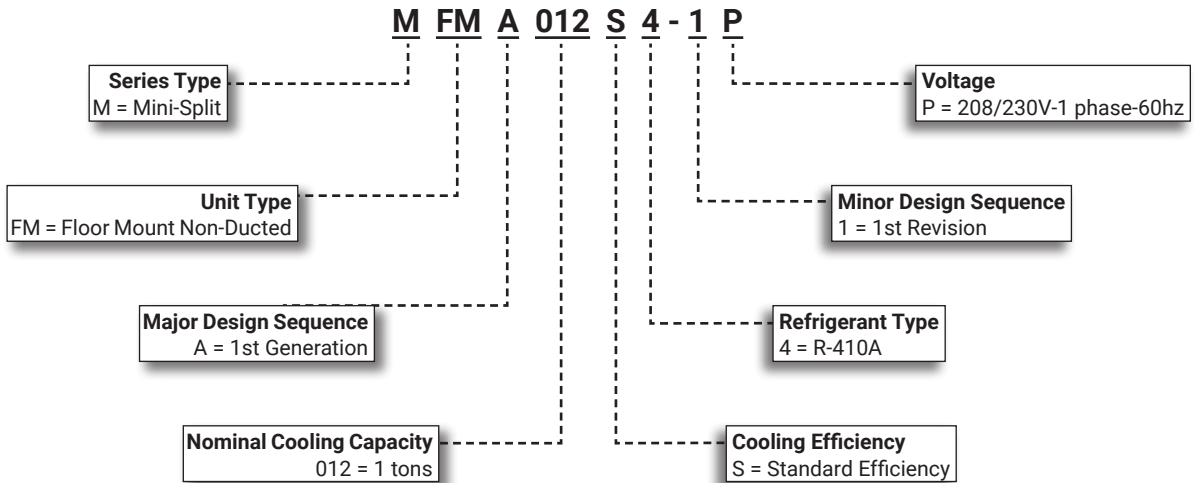 M FM A 012 S 4 - 1 P
Series Type
M = Mini-Split
Voltage
P = 208/230V-1 phase-60hz
Unit Type
FM = Floor Mount Non-Ducted
Minor Design Sequence
1 = 1st Revision
Major Design Sequence
A = 1st Generation
Refrigerant Type
4 = R-410A
Nominal Cooling Capacity
012 = 1 tons
Cooling Efficiency
S = Standard Efficiency